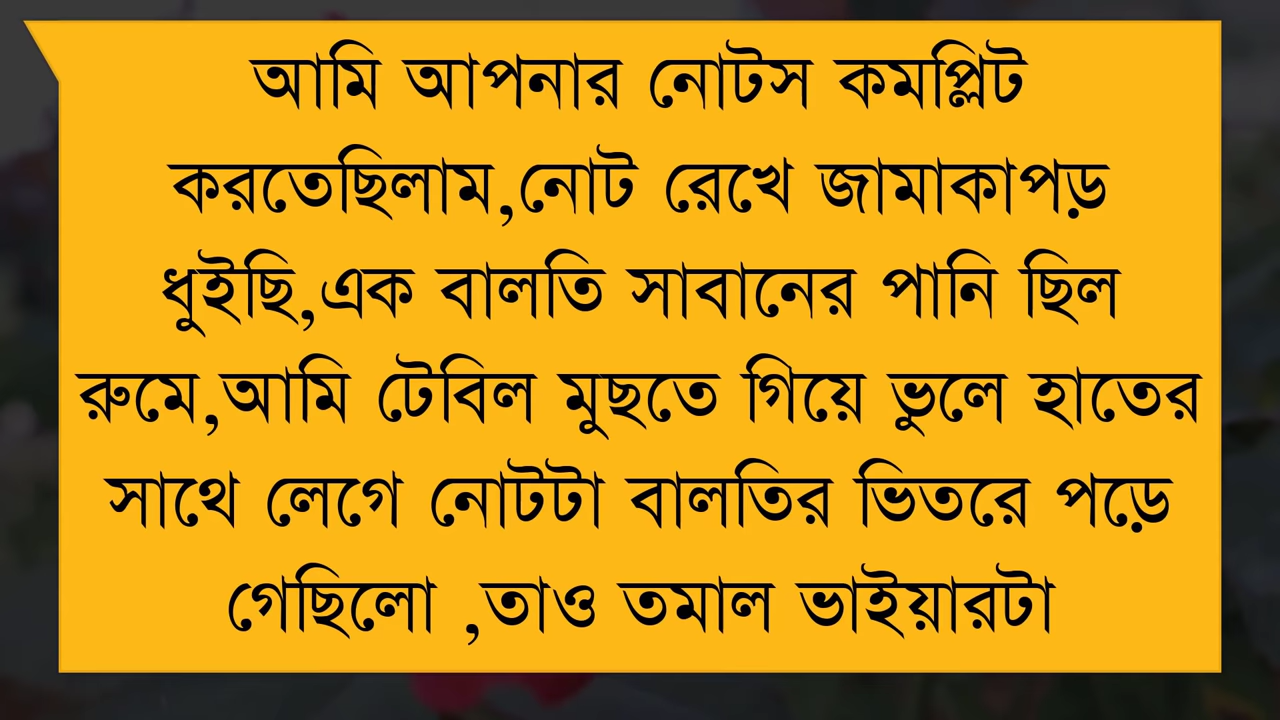 আমি আপনার নোটস কমপ্লিট
করতেছিলাম,নোট রেখে জামাকাপড়
ধুইছি,এক বালতি সাবানের পানি ছিল
রুমে,আমি টেবিল মুছতে গিয়ে ভুলে হাতের
সাথে লেগে নোটটা বালতির ভিতরে পড়ে
গেছিলো ,তাও তমাল ভাইয়ারটা